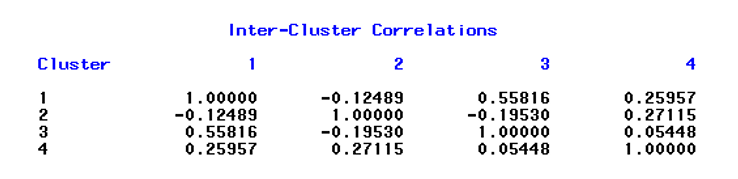 Inter-Cluster Correlations
Cluster 1 2 3 4
1 1.00000 -0.12489 0.55816 0.25957
2 -0.12489 1.00000 -0.19530 0.27115
3 0.55816 -0.19530 1.00000 0.05448
4 0.25957 0.27115 0.05448 1.00000